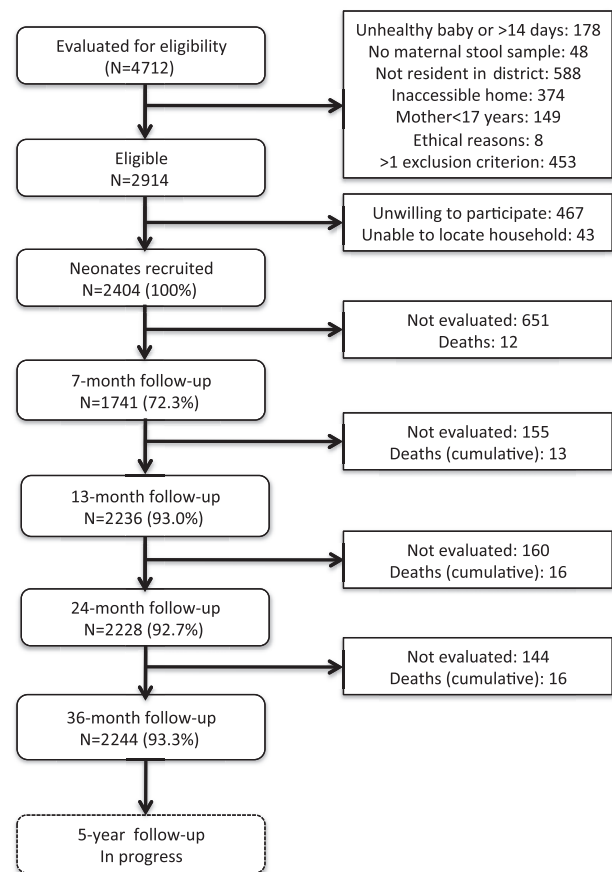 Evaluated for eligibility
(N=4712)
Unhealthy baby or >14 days: 178
No maternal stool sample: 48
Not resident in district: 588
Inaccessible home: 374
Mother<17 years: 149
Ethical reasons: 8
>1 exclusion criterion: 453
Eligible
N=2914
Unwilling to participate: 467
Unable to locate household: 43
Neonates recruited
N=2404 (100%)
Not evaluated: 651
Deaths: 12
7-month follow-up
N=1741 (72.3%)
Not evaluated: 155
Deaths (cumulative): 13
13-month follow-up
N=2236 (93.0%)
Not evaluated: 160
Deaths (cumulative): 16
24-month follow-up
N=2228 (92.7%)
Not evaluated: 144
Deaths (cumulative): 16
36-month follow-up
N=2244 (93.3%)
5-year follow-up
In progress